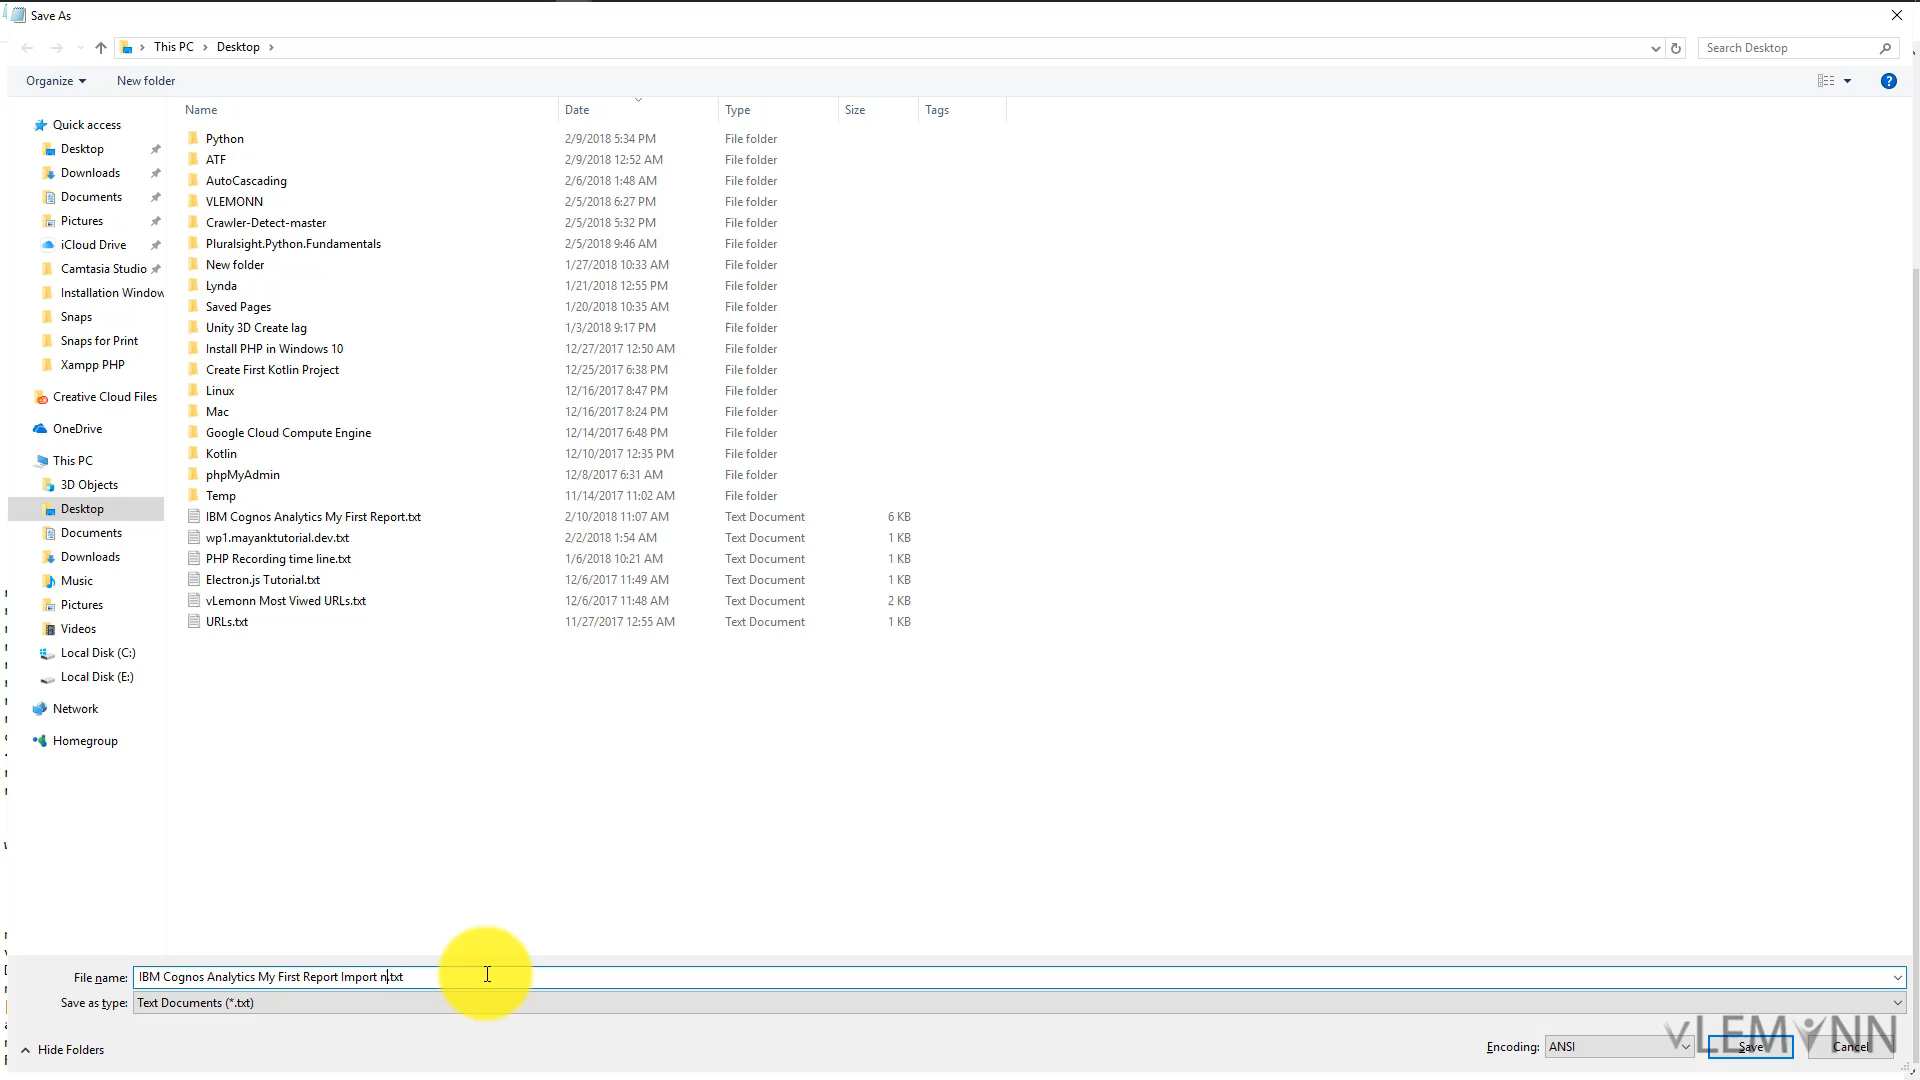 Save As
This PC > Desktop >
Search Desktop
Organize
New folder
Name Date Type Size Tags
Quick access
Desktop
Downloads
Documents
Pictures
iCloud Drive
Camtasia Studio
Installation Window
Snaps
Snaps for Print
Xampp PHP
Creative Cloud Files
OneDrive
This PC
3D Objects
Desktop
Documents
Downloads
Music
Pictures
Videos
Local Disk (C:)
Local Disk (E:)
Network
Homegroup
Python 2/9/2018 5:34 PM File folder
ATF 2/9/2018 12:52 AM File folder
AutoCascading 2/6/2018 1:48 AM File folder
VLEMONN 2/5/2018 6:27 PM File folder
Crawler-Detect-master 2/5/2018 5:32 PM File folder
Pluralsight.Python.Fundamentals 2/5/2018 9:46 AM File folder
New folder 1/27/2018 10:33 AM File folder
Lynda 1/21/2018 12:55 PM File folder
Saved Pages 1/20/2018 10:35 AM File folder
Unity 3D Create lag 1/3/2018 9:17 PM File folder
Install PHP in Windows 10 12/27/2017 12:50 AM File folder
Create First Kotlin Project 12/25/2017 6:38 PM File folder
Linux 12/16/2017 8:47 PM File folder
Mac 12/16/2017 8:24 PM File folder
Google Cloud Compute Engine 12/14/2017 6:48 PM File folder
Kotlin 12/10/2017 12:35 PM File folder
phpMyAdmin 12/8/2017 6:31 AM File folder
Temp 11/14/2017 11:02 AM File folder
IBM Cognos Analytics My First Report.txt 2/10/2018 11:07 AM Text Document 6 KB
wp1.mayanktutorial.dev.txt 2/2/2018 1:54 AM Text Document 1 KB
PHP Recording time line.txt 1/6/2018 10:21 AM Text Document 1 KB
Electron.js Tutorial.txt 12/6/2017 11:49 AM Text Document 1 KB
vLemonn Most Viwed URLs.txt 12/6/2017 11:48 AM Text Document 2 KB
URLs.txt 11/27/2017 12:55 AM Text Document 1 KB
File name: IBM Cognos Analytics My First Report Import n.txt
Save as type: Text Documents (*.txt)
Hide Folders
Encoding: ANSI
Save
Cancel
vLEMONN